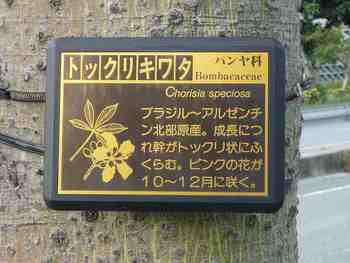 トックリキワタ
パンヤ科
Bombacaceae
Chorisia speciosa
ブラジル〜アルゼンチ
ン北部原産。成長につ
れ幹がトックリ状にふ
くらむ。ピンクの花が
10〜12月に咲く。